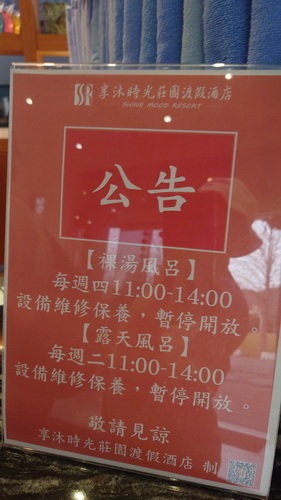 享沐時光莊園渡假酒店
SHINE MOOD RESORT
公告
【裸湯風呂】
每週四11:00-14:00
設備維修保養，暫停開放。
【露天風呂】
每週二11:00-14:00
設備維修保養，暫停開放。
敬請見諒
享沐時光莊園渡假酒店 制